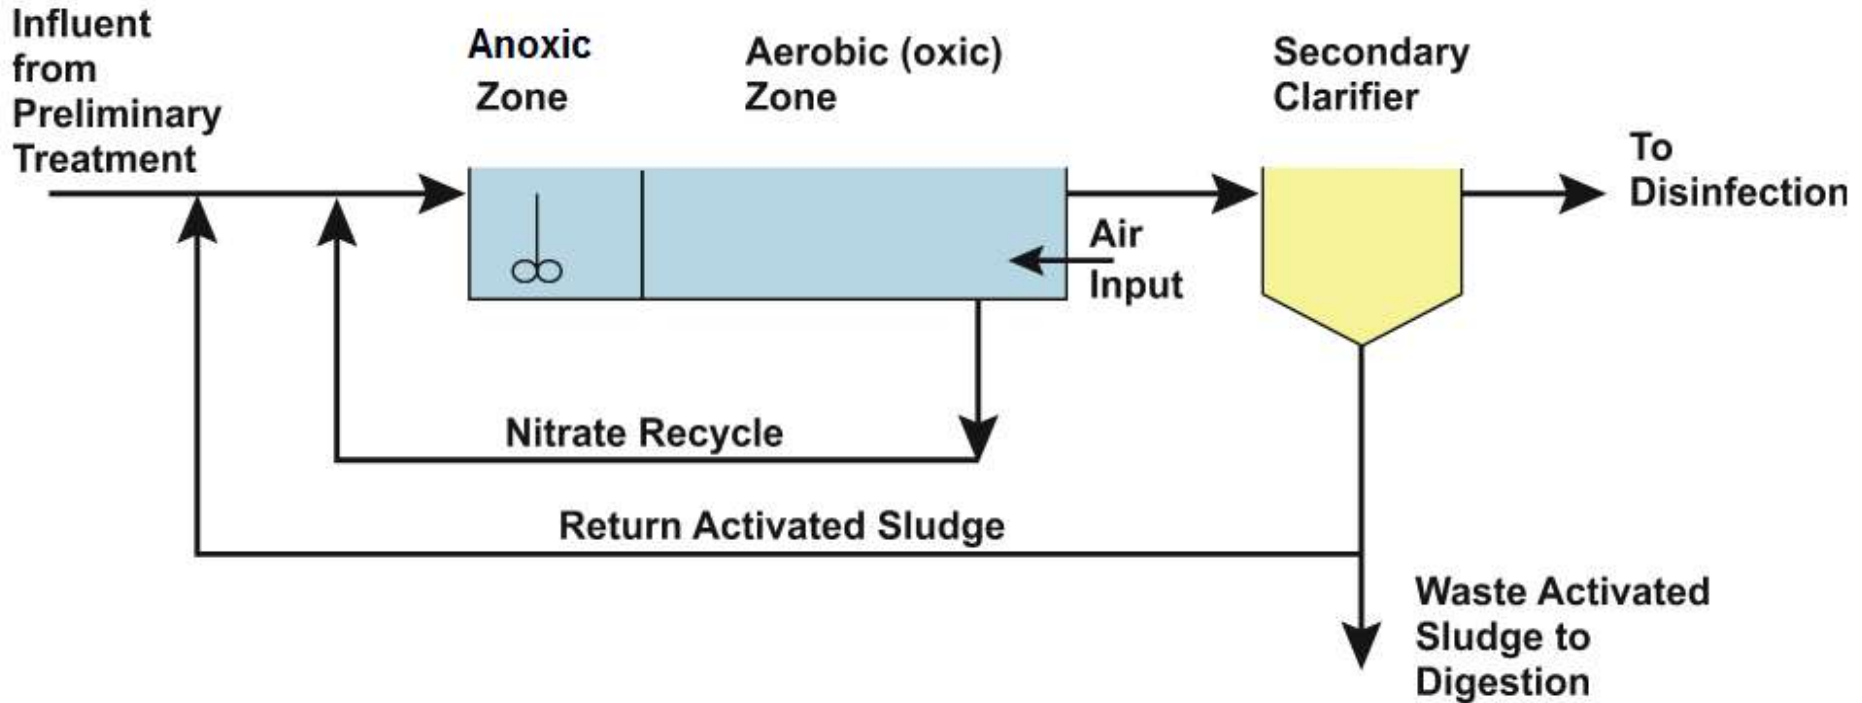 Influent
from
Preliminary
Treatment
Anoxic
Zone
Aerobic (oxic)
Zone
Secondary
Clarifier
To
Disinfection
Air
Input
Nitrate Recycle
Return Activated Sludge
Waste Activated
Sludge to
Digestion